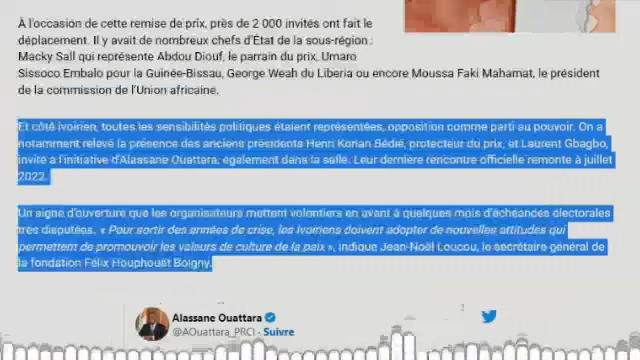 À l'occasion de cette remise de prix, près de 2 000 invités ont fait le
déplacement. Il y avait de nombreux chefs d'État de la sous-région :
Macky Sall qui représente Abdou Diouf, le parrain du prix, Umaro
Sissoco Embalo pour la Guinée-Bissau, George Weah du Liberia ou encore Moussa Faki Mahamat, le président
de la commission de l'Union africaine.
Et côté ivoirien, toutes les sensibilités politiques étaient représentées, opposition comme parti au pouvoir. On a
notamment relevé la présence des anciens présidents Henri Konan Bédié, protecteur du prix, et Laurent Gbagbo,
invité à l'initiative d'Alassane Ouattara, également dans la salle. Leur dernière rencontre officielle remonte à juillet
2022.
Un signe d'ouverture que les organisateurs mettent volontiers en avant à quelques mois d'échéances électorales
très disputées. « Pour sortir des années de crise, les Ivoiriens doivent adopter de nouvelles attitudes qui
permettent de promouvoir les valeurs de culture de la paix », indique Jean-Noël Loucou, le secrétaire général de
la fondation Félix Houphouët Boigny.
Alassane Ouattara
@AOuattara_PRCI · Suivre